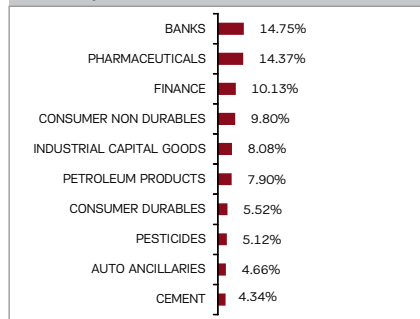 BANKS 14.75%
PHARMACEUTICALS 14.37%
FINANCE 10.13%
CONSUMER NON DURABLES 9.80%
INDUSTRIAL CAPITAL GOODS 8.08%
PETROLEUM PRODUCTS 7.90%
CONSUMER DURABLES 5.52%
PESTICIDES 5.12%
AUTO ANCILLARIES 4.66%
CEMENT 4.34%